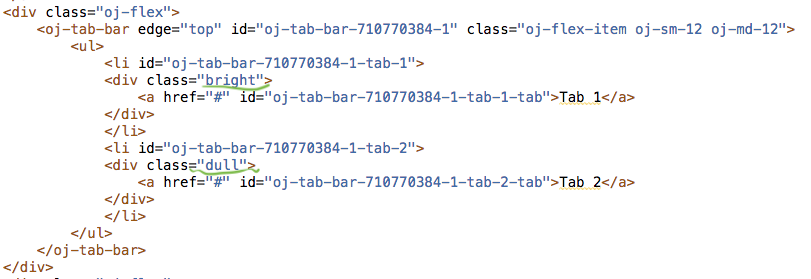 <div class="oj-flex">
<oj-tab-bar edge="top" id="oj-tab-bar-710770384-1" class="oj-flex-item oj-sm-12 oj-md-12">
<ul>
<li id="oj-tab-bar-710770384-1-tab-1">
<div class="bright">
<a href="#" id="oj-tab-bar-710770384-1-tab-1-tab">Tab 1</a>
</div>
</li>
<li id="oj-tab-bar-710770384-1-tab-2">
<div class="dull">
<a href="#" id="oj-tab-bar-710770384-1-tab-2-tab">Tab 2</a>
</div>
</li>
</ul>
</oj-tab-bar>
</div>